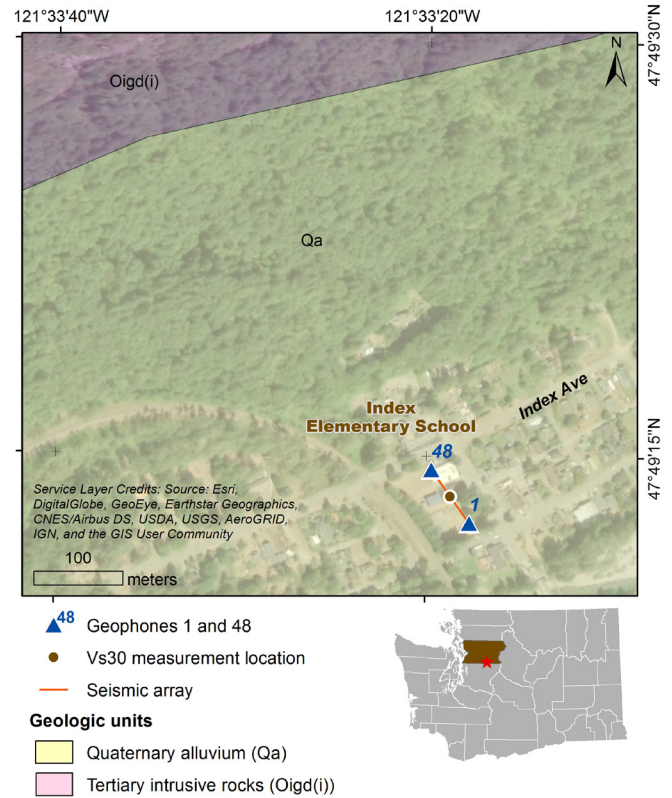 121°33'40"W
121°33'20"W
N
47°49'30"N
Oigd(i)
Qa
Index Ave
Index
Elementary School
48
1
47°49'15"N
Service Layer Credits: Source: Esri,
DigitalGlobe, GeoEye, Earthstar Geographics,
CNES/Airbus DS, USDA, USGS, AeroGRID,
IGN, and the GIS User Community
100
meters
48
Geophones 1 and 48
Vs30 measurement location
Seismic array
Geologic units
Quaternary alluvium (Qa)
Tertiary intrusive rocks (Oigd(i))